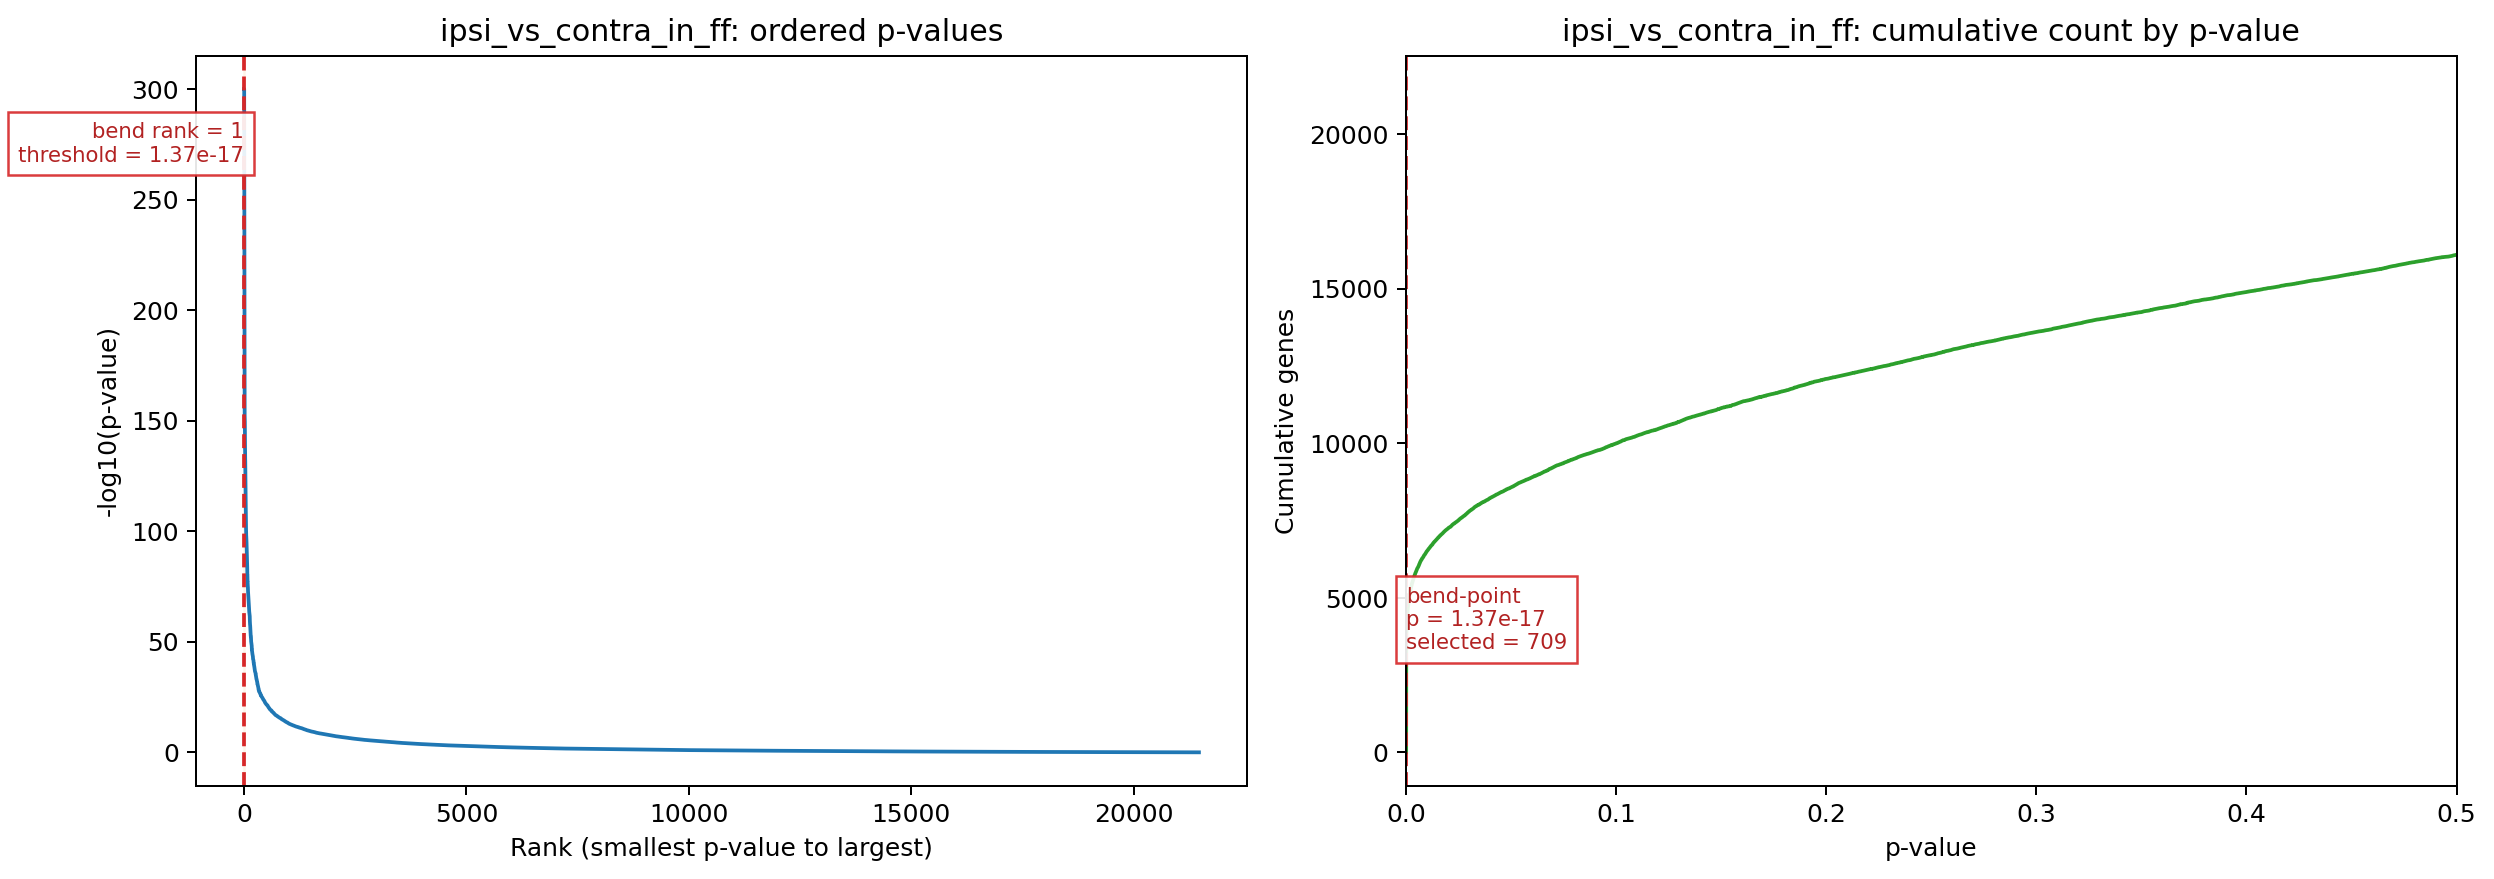 ipsi_vs_contra_in_ff: ordered p-values
300
250
200
150
100
50
0
-log10(p-value)
bend rank = 1
threshold = 1.37e-17
0
5000
10000
15000
20000
Rank (smallest p-value to largest)
ipsi_vs_contra_in_ff: cumulative count by p-value
20000
15000
10000
5000
0
Cumulative genes
bend-point
p = 1.37e-17
selected = 709
0.0
0.1
0.2
0.3
0.4
0.5
p-value